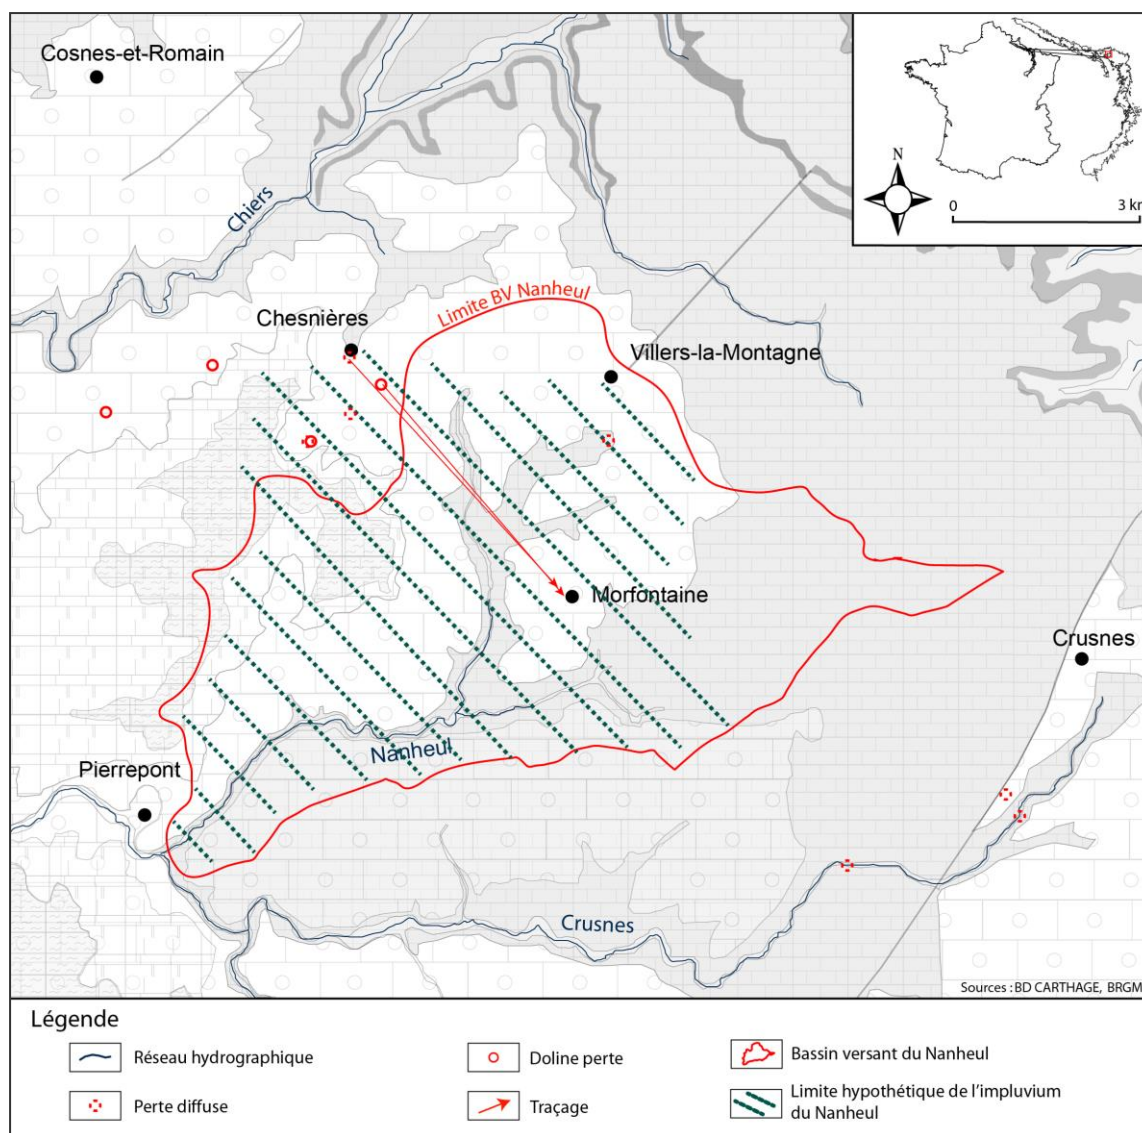 Cosnes-et-Romain
N
0 3 km
Chiers
Limite BV Nanheul
Chesnières
Villers-la-Montagne
Morfontaine
Crusnes
Nanheul
Pierrepont
Crusnes
Sources : BD CARTHAGE, BRGM
Légende
Réseau hydrographique
Doline perte
Bassin versant du Nanheul
Perte diffuse
Traçage
Limite hypothétique de l'impluvium
du Nanheul